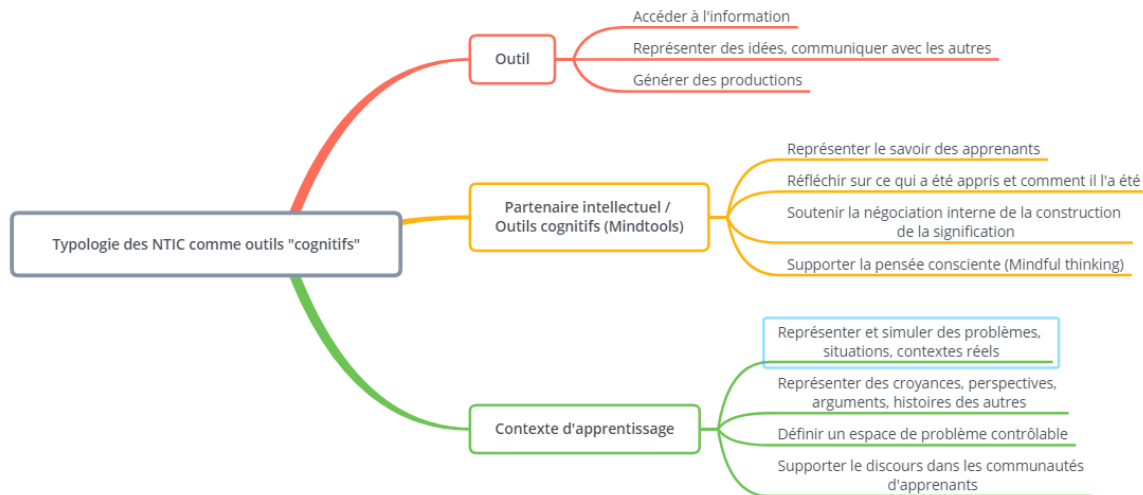 Typologie des NTIC comme outils "cognitifs"
Outil
Accéder à l'information
Représenter des idées, communiquer avec les autres
Générer des productions
Partenaire intellectuel /
Outils cognitifs (Mindtools)
Représenter le savoir des apprenants
Réfléchir sur ce qui a été appris et comment il l'a été
Soutenir la négociation interne de la construction
de la signification
Supporter la pensée consciente (Mindful thinking)
Contexte d'apprentissage
Représenter et simuler des problèmes,
situations, contextes réels
Représenter des croyances, perspectives,
arguments, histoires des autres
Définir un espace de problème contrôlable
Supporter le discours dans les communautés
d'apprenants